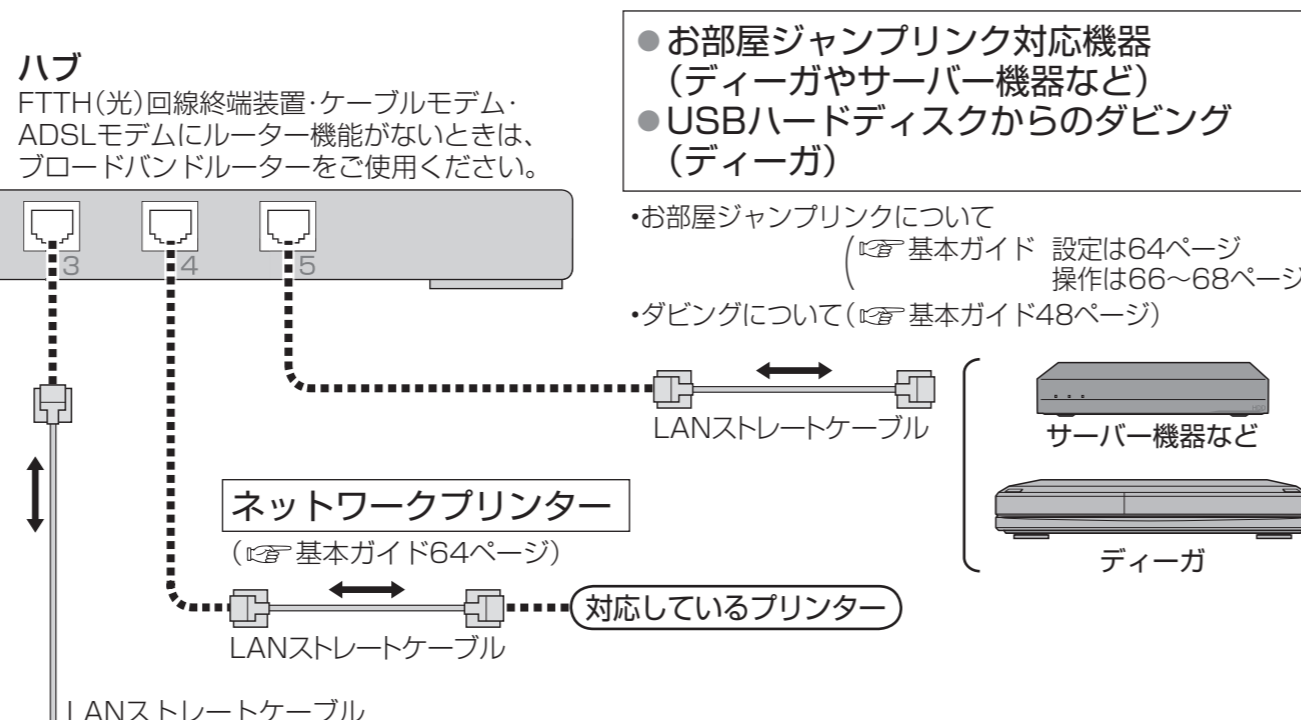 ハブ
FTTH(光)回線終端装置・ケーブルモデム・
ADSLモデムにルーター機能がないときは、
ブロードバンドルーターをご使用ください。
3
4
5
●お部屋ジャンプリンク対応機器
(ディーガやサーバー機器など)
●USBハードディスクからのダビング
(ディーガ)
・お部屋ジャンプリンクについて
(☞基本ガイド 設定は64ページ
操作は66〜68ページ
・ダビングについて(☞基本ガイド48ページ)
LANストレートケーブル
サーバー機器など
ディーガ
ネットワークプリンター
(☞基本ガイド64ページ)
対応しているプリンター
LANストレートケーブル
LANストレートケーブル